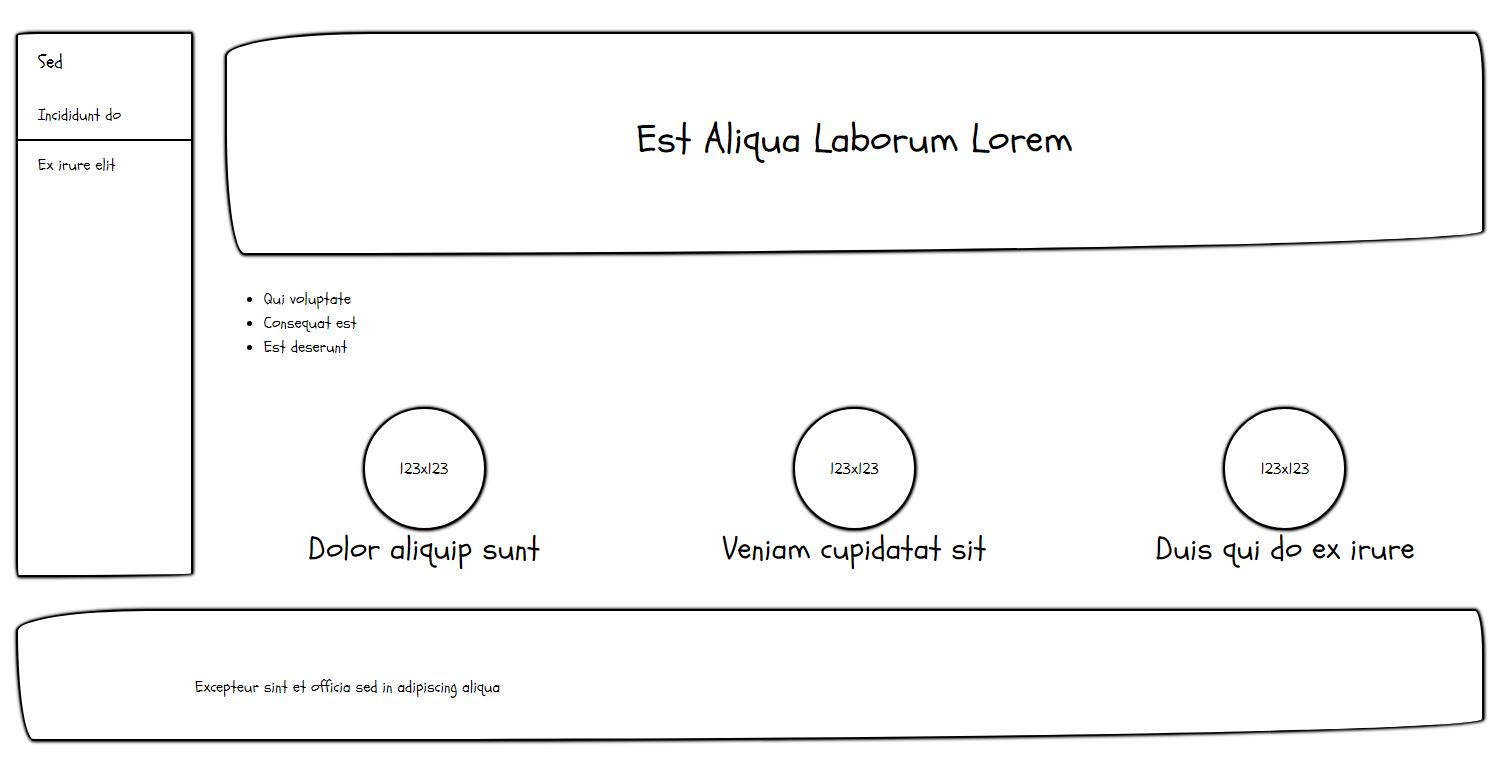 Sed
Incididunt do
Ex irure elit
Est Aliqua Laborum Lorem
Qui voluptate
Consequat est
Est deserunt
123x123
Dolor aliquip sunt
123x123
Veniam cupidatat sit
123x123
Duis qui do ex irure
Excepteur sint et officia sed in adipiscing aliqua